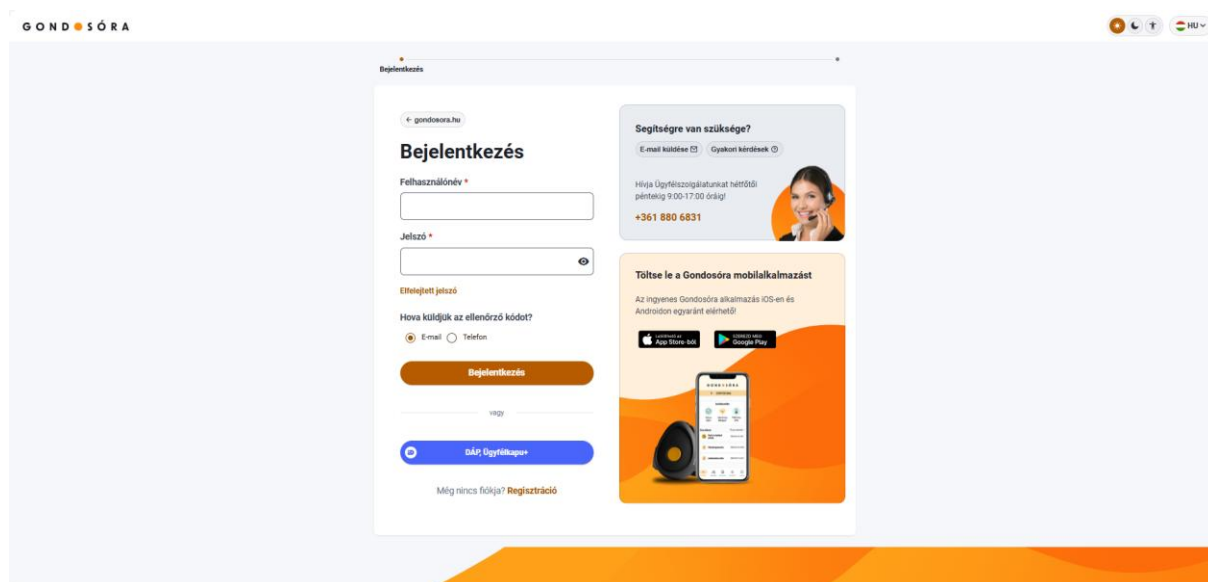 GONDOSÓRA
HU
Bejelentkezés
← gondosora.hu
Bejelentkezés
Felhasználónév *
Jelszó *
Elfelejtett jelszó
Hova küldjük az ellenőrző kódot?
E-mail
Telefon
Bejelentkezés
vagy
DÁP, Ügyfélkapu+
Még nincs fiókja? Regisztráció
Segítségre van szüksége?
E-mail küldése
Gyakori kérdések
Hívja Ügyfélszolgálatunkat hétfőtől
péntekig 9:00-17:00 óráig!
+361 880 6831
Töltse le a Gondosóra mobilalkalmazást
Az ingyenes Gondosóra alkalmazás iOS-en és
Androidon egyaránt elérhető!
App Store-ból
Google Play
GONDOSÓRA